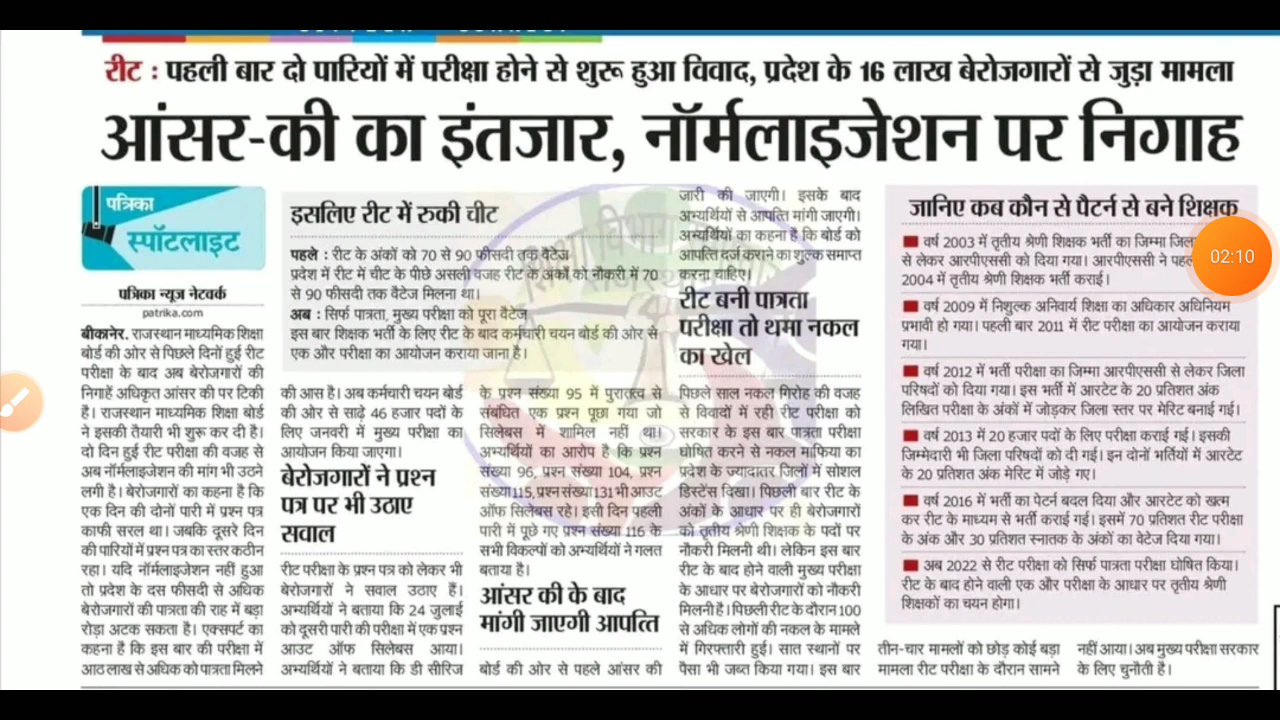 रीट : पहली बार दो पारियों में परीक्षा होने से शुरू हुआ विवाद, प्रदेश के 16 लाख बेरोजगारों से जुड़ा मामला
आंसर-की का इंतजार, नॉर्मलाइजेशन पर निगाह
पत्रिका
स्पॉटलाइट
पत्रिका न्यूज नेटवर्क
patrika.com
बीकानेर. राजस्थान माध्यमिक शिक्षा
बोर्ड की ओर से पिछले दिनों हुई रीट
परीक्षा के बाद अब बेरोजगारों की
निगाहें अधिकृत आंसर की पर टिकी
है। राजस्थान माध्यमिक शिक्षा बोर्ड
ने इसकी तैयारी भी शुरू कर दी है।
दो दिन हुई रीट परीक्षा की वजह से
अब नॉर्मलाइजेशन की मांग भी उठने
लगी है। बेरोजगारों का कहना है कि
एक दिन की दोनों पारी में प्रश्न पत्र
काफी सरल था। जबकि दूसरे दिन
की पारियों में प्रश्न पत्र का स्तर कठीन
रहा। यदि नॉर्मलाइजेशन नहीं हुआ
तो प्रदेश के दस फीसदी से अधिक
बेरोजगारों की पात्रता की राह में बड़ा
रोड़ा अटक सकता है। एक्सपर्ट का
कहना है कि इस बार की परीक्षा में
आठ लाख से अधिक को पात्रता मिलने
इसलिए रीट में रुकी चीट
पहले : रीट के अंकों को 70 से 90 फीसदी तक वैटेज
प्रदेश में रीट में चीट के पीछे असली वजह रीट के अंकों को नौकरी में 70
से 90 फीसदी तक वैटेज मिलना था।
अब : सिर्फ पात्रता, मुख्य परीक्षा को पूरा वैटेज
इस बार शिक्षक भर्ती के लिए रीट के बाद कर्मचारी चयन बोर्ड की ओर से
एक और परीक्षा का आयोजन कराया जाना है।
की आस है। अब कर्मचारी चयन बोर्ड
की ओर से साढ़े 46 हजार पदों के
लिए जनवरी में मुख्य परीक्षा का
आयोजन किया जाएगा।
बेरोजगारों ने प्रश्न
पत्र पर भी उठाए
सवाल
रीट परीक्षा के प्रश्न पत्र को लेकर भी
बेरोजगारों ने सवाल उठाए हैं।
अभ्यर्थियों ने बताया कि 24 जुलाई
को दूसरी पारी की परीक्षा में एक प्रश्न
आउट ऑफ सिलेबस आया।
अभ्यर्थियों ने बताया कि डी सीरिज
के प्रश्न संख्या 95 में पुरातत्व से
संबंधित एक प्रश्न पूछा गया जो
सिलेबस में शामिल नहीं था।
अभ्यर्थियों का आरोप है कि प्रश्न
संख्या 96, प्रश्न संख्या 104, प्रश्न
संख्या 115, प्रश्न संख्या 131 भी आउट
ऑफ सिलेबस रहे। इसी दिन पहली
पारी में पूछे गए प्रश्न संख्या 116 के
सभी विकल्पों को अभ्यर्थियों ने गलत
बताया है।
आंसर की के बाद
मांगी जाएगी आपत्ति
बोर्ड की ओर से पहले आंसर की
जारी की जाएगी। इसके बाद
अभ्यर्थियों से आपत्ति मांगी जाएगी।
अभ्यर्थियों का कहना है कि बोर्ड को
आपत्ति दर्ज कराने का शुल्क समाप्त
करना चाहिए।
रीट बनी पात्रता
परीक्षा तो थमा नकल
का खेल
पिछले साल नकल गिरोह की वजह
से विवादों में रही रीट परीक्षा को
सरकार के इस बार पात्रता परीक्षा
घोषित करने से नकल माफिया का
प्रदेश के ज्यादातर जिलों में सोशल
डिस्टेंस दिखा। पिछली बार रीट के
अंकों के आधार पर ही बेरोजगारों
को तृतीय श्रेणी शिक्षक के पदों पर
नौकरी मिलनी थी। लेकिन इस बार
रीट के बाद होने वाली मुख्य परीक्षा
के आधार पर बेरोजगारों को नौकरी
मिलनी है। पिछली रीट के दौरान 100
से अधिक लोगों की नकल के मामले
में गिरफ्तारी हुई। सात स्थानों पर
पैसा भी जब्त किया गया। इस बार
जानिए कब कौन से पैटर्न से बने शिक्षक
वर्ष 2003 में तृतीय श्रेणी शिक्षक भर्ती का जिम्मा
से लेकर आरपीएससी को दिया गया। आरपीएससी ने
2004 में तृतीय श्रेणी शिक्षक भर्ती कराई।
वर्ष 2009 में निशुल्क अनिवार्य शिक्षा का अधिकार अधिनियम
प्रभावी हो गया। पहली बार 2011 में रीट परीक्षा का आयोजन कराया
गया।
वर्ष 2012 में भर्ती परीक्षा का जिम्मा आरपीएससी से लेकर जिला
परिषदों को दिया गया। इस भर्ती में आरटेट के 20 प्रतिशत अंक
लिखित परीक्षा के अंकों में जोड़कर जिला स्तर पर मेरिट बनाई गई।
वर्ष 2013 में 20 हजार पदों के लिए परीक्षा कराई गई। इसकी
जिम्मेदारी भी जिला परिषदों को दी गई। इन दोनों भर्तियों में आरटेट
के 20 प्रतिशत अंक मेरिट में जोड़े गए।
वर्ष 2016 में भर्ती का पेटर्न बदल दिया और आरटेट को खत्म
कर रीट के माध्यम से भर्ती कराई गई। इसमें 70 प्रतिशत रीट परीक्षा
के अंक और 30 प्रतिशत स्नातक के अंकों का वेटेज दिया गया।
अब 2022 से रीट परीक्षा को सिर्फ पात्रता परीक्षा घोषित किया।
रीट के बाद होने वाली एक और परीक्षा के आधार पर तृतीय श्रेणी
शिक्षकों का चयन होगा।
तीन-चार मामलों को छोड़ कोई बड़ा
मामला रीट परीक्षा के दौरान सामने
नहीं आया। अब मुख्य परीक्षा सरकार
के लिए चुनौती है।
02:10